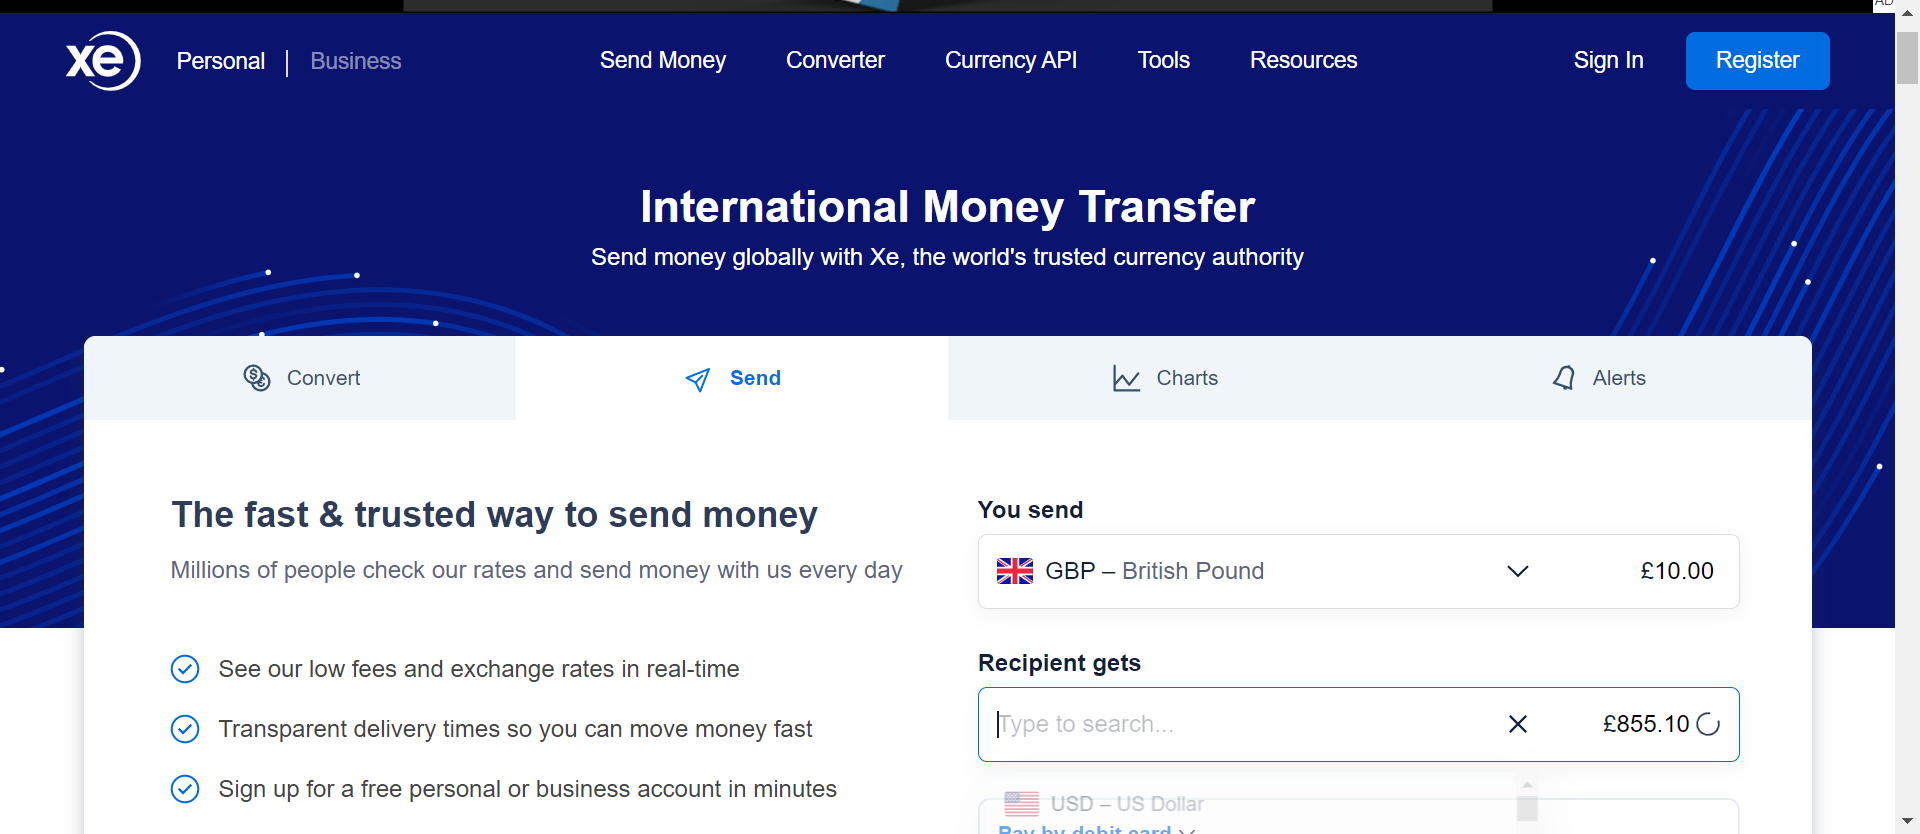 AD
xe Personal | Business Send Money Converter Currency API Tools Resources Sign In Register
International Money Transfer
Send money globally with Xe, the world's trusted currency authority
Convert Send Charts Alerts
The fast & trusted way to send money
Millions of people check our rates and send money with us every day
See our low fees and exchange rates in real-time
Transparent delivery times so you can move money fast
Sign up for a free personal or business account in minutes
You send
GBP – British Pound £10.00
Recipient gets
Type to search... £855.10
USD – US Dollar
Pay by debit card